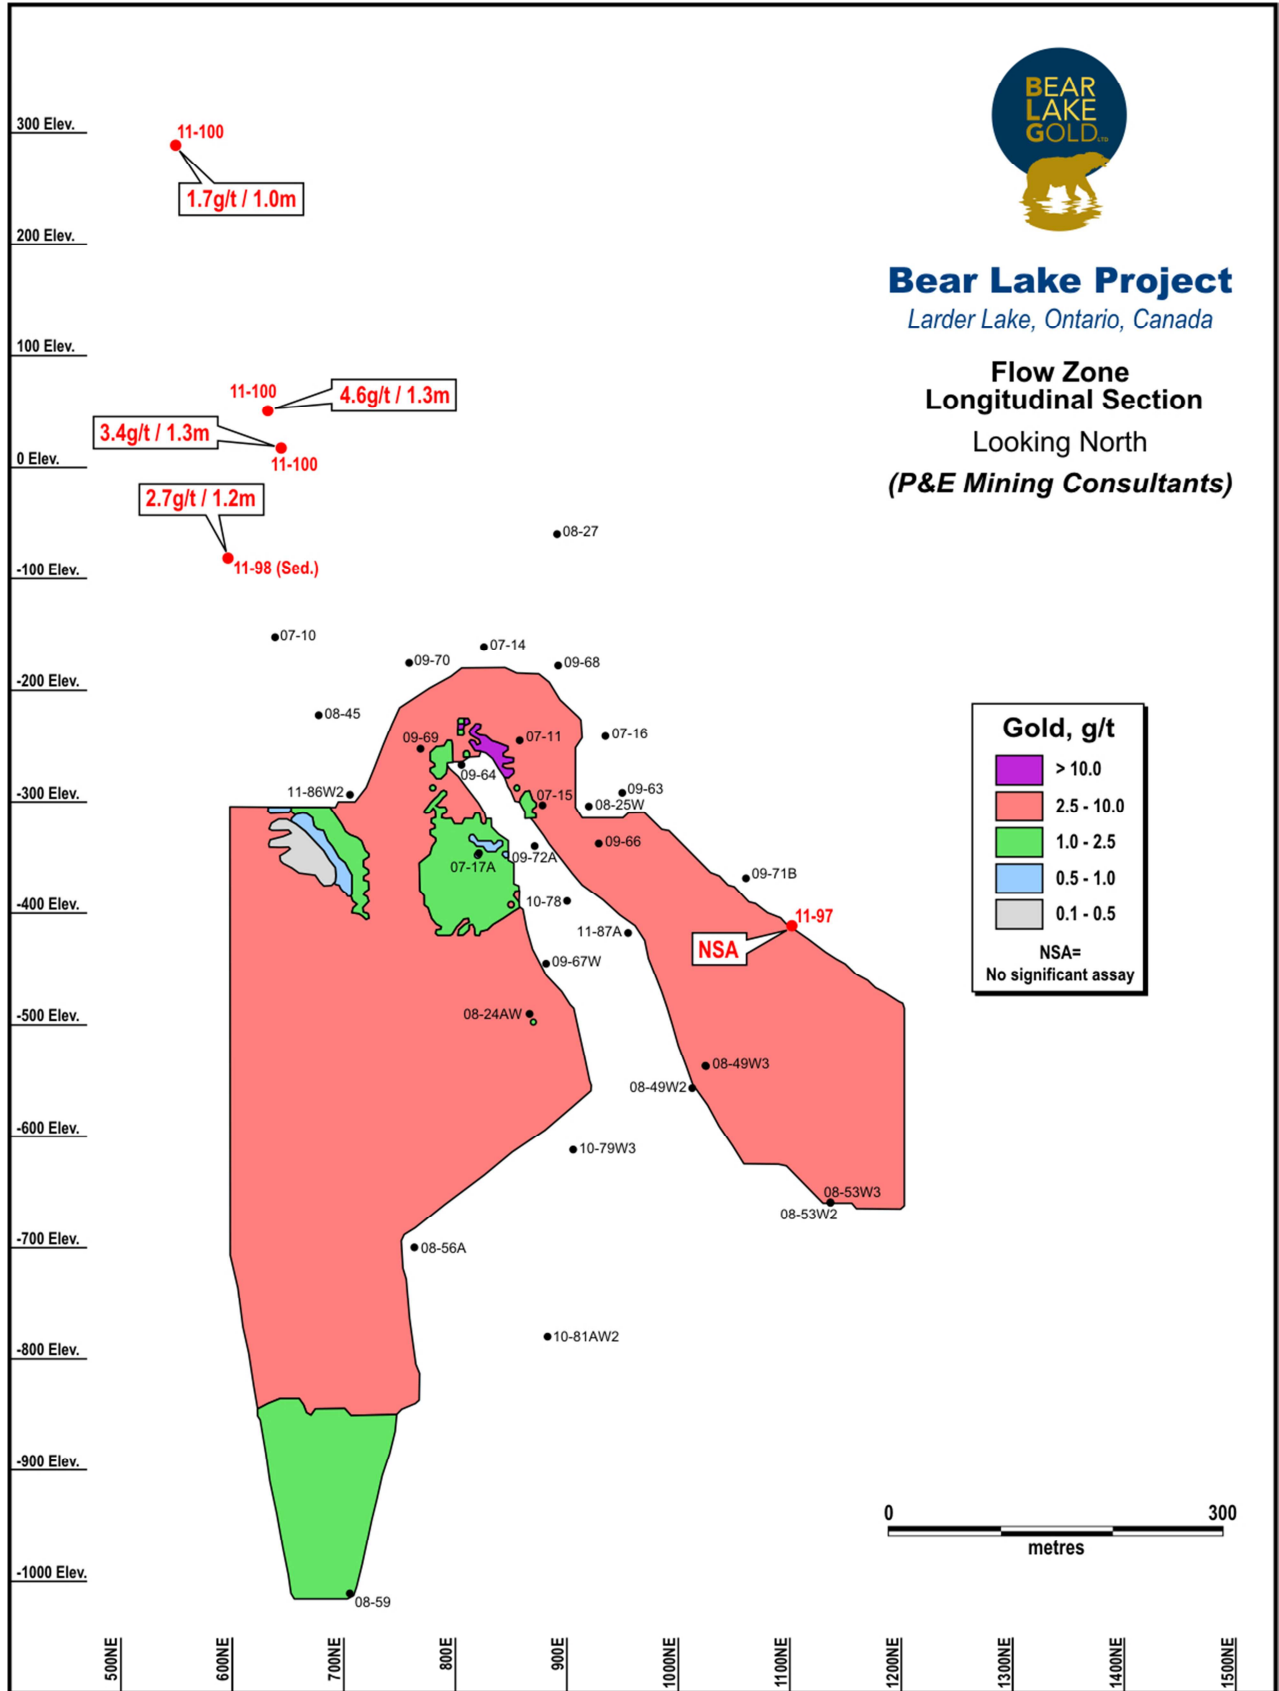 BEAR
LAKE
GOLD LTD
Bear Lake Project
Larder Lake, Ontario, Canada
Flow Zone
Longitudinal Section
Looking North
(P&E Mining Consultants)
300 Elev.
11-100
1.7g/t / 1.0m
200 Elev.
100 Elev.
11-100
4.6g/t / 1.3m
3.4g/t / 1.3m
11-100
0 Elev.
2.7g/t / 1.2m
08-27
11-98 (Sed.)
-100 Elev.
07-10
07-14
09-70
09-68
-200 Elev.
08-45
07-16
09-69
07-11
09-64
11-86W2
09-63
07-15
08-25W
-300 Elev.
09-66
09-72A
07-17A
09-71B
10-78
-400 Elev.
11-97
11-87A
NSA
09-67W
08-24AW
-500 Elev.
08-49W3
08-49W2
-600 Elev.
10-79W3
08-53W3
08-53W2
-700 Elev.
08-56A
10-81AW2
-800 Elev.
-900 Elev.
-1000 Elev.
08-59
Gold, g/t
> 10.0
2.5 - 10.0
1.0 - 2.5
0.5 - 1.0
0.1 - 0.5
NSA=
No significant assay
0 300
metres
500NE
600NE
700NE
800E
900E
1000NE
1100NE
1200NE
1300NE
1400NE
1500NE